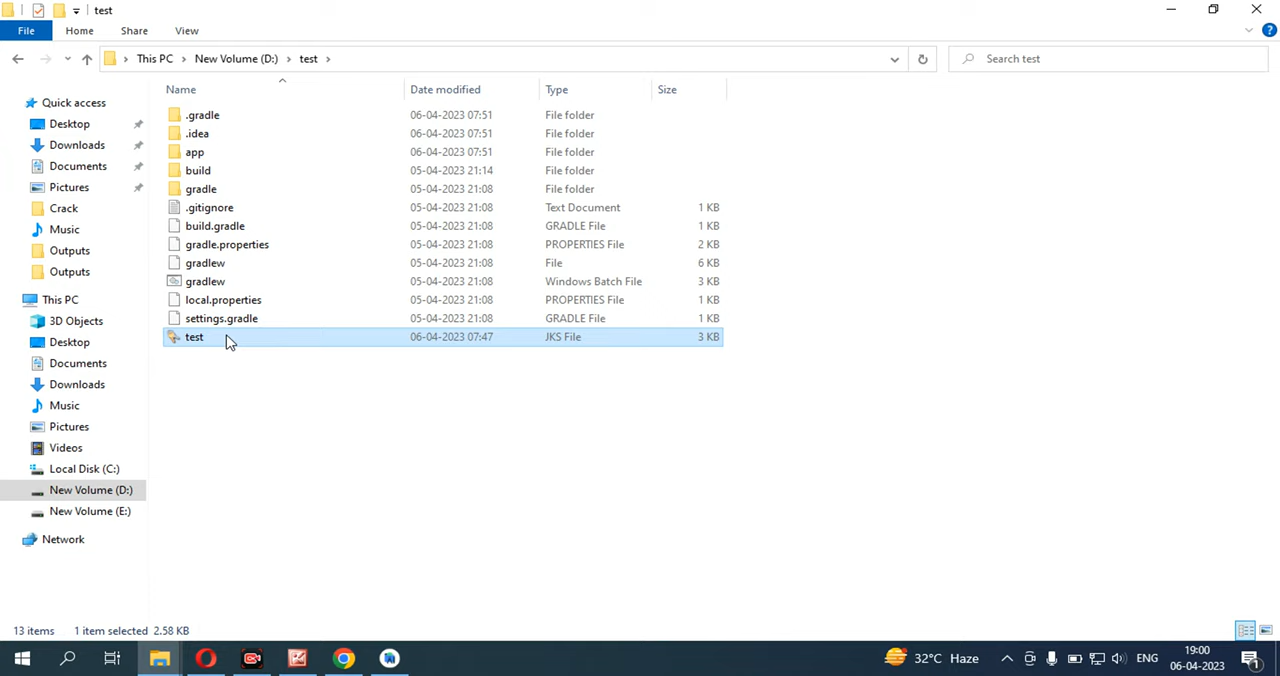 test
File Home Share View
This PC New Volume (D:) test
Search test
Name Date modified Type Size
Quick access
Desktop
Downloads
Documents
Pictures
Crack
Music
Outputs
Outputs
This PC
3D Objects
Desktop
Documents
Downloads
Music
Pictures
Videos
Local Disk (C:)
New Volume (D:)
New Volume (E:)
Network
.gradle 06-04-2023 07:51 File folder
.idea 06-04-2023 07:51 File folder
app 06-04-2023 07:51 File folder
build 05-04-2023 21:14 File folder
gradle 05-04-2023 21:08 File folder
.gitignore 05-04-2023 21:08 Text Document 1 KB
build.gradle 05-04-2023 21:08 GRADLE File 1 KB
gradle.properties 05-04-2023 21:08 PROPERTIES File 2 KB
gradlew 05-04-2023 21:08 File 6 KB
gradlew 05-04-2023 21:08 Windows Batch File 3 KB
local.properties 05-04-2023 21:08 PROPERTIES File 1 KB
settings.gradle 05-04-2023 21:08 GRADLE File 1 KB
test 06-04-2023 07:47 JKS File 3 KB
13 items 1 item selected 2.58 KB
32°C Haze ENG 19:00
06-04-2023
1